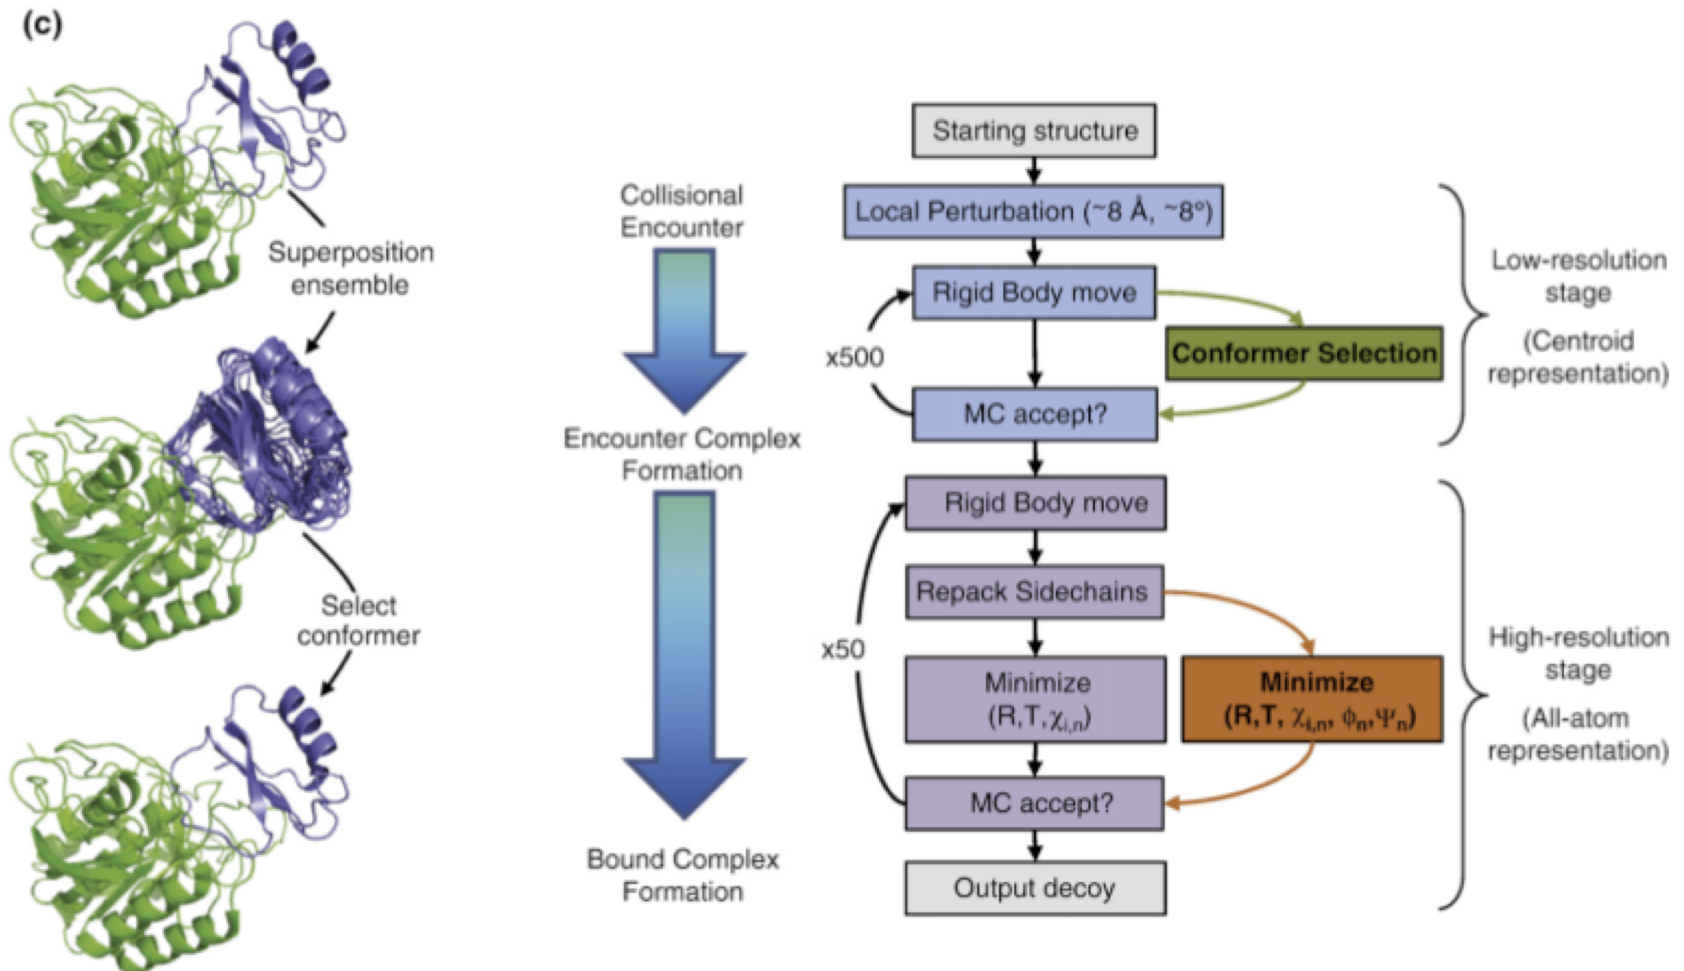 (c)
Superposition
ensemble
Select
conformer
Collisional
Encounter
Encounter Complex
Formation
Bound Complex
Formation
Starting structure
Local Perturbation (~8 Å, ~8°)
Rigid Body move
x500
Conformer Selection
MC accept?
Rigid Body move
Repack Sidechains
x50
Minimize
(R,T,χi,n)
Minimize
(R,T, χi,n, ϕn,Ψn)
MC accept?
Output decoy
Low-resolution
stage
(Centroid
representation)
High-resolution
stage
(All-atom
representation)